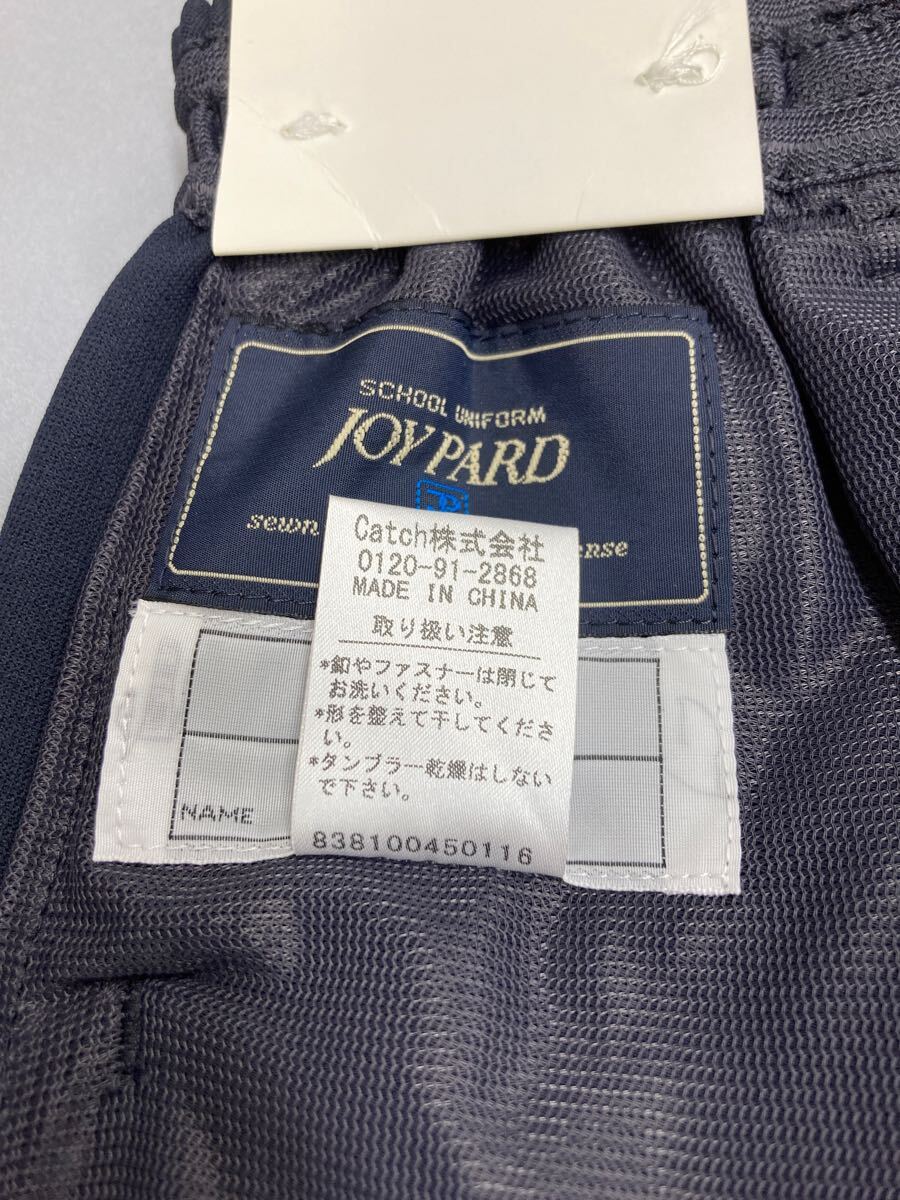 SCHOOL UNIFORM
JOYPARD
sewn
ense
Catch株式会社
0120-91-2868
MADE IN CHINA
取り扱い注意
*釦やファスナーは閉じて
お洗いください。
*形を整えて干してくださ
い。
*タンブラー乾燥はしない
で下さい。
NAME
838100450116